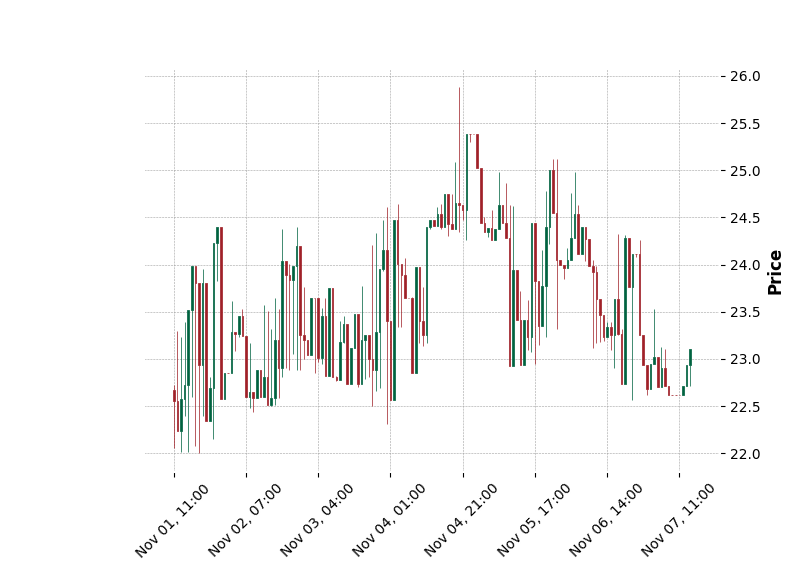 26.0
25.5
25.0
24.5
24.0
23.5
23.0
22.5
22.0
Price
Nov 01, 11:00
Nov 02, 07:00
Nov 03, 04:00
Nov 04, 01:00
Nov 04, 21:00
Nov 05, 17:00
Nov 06, 14:00
Nov 07, 11:00